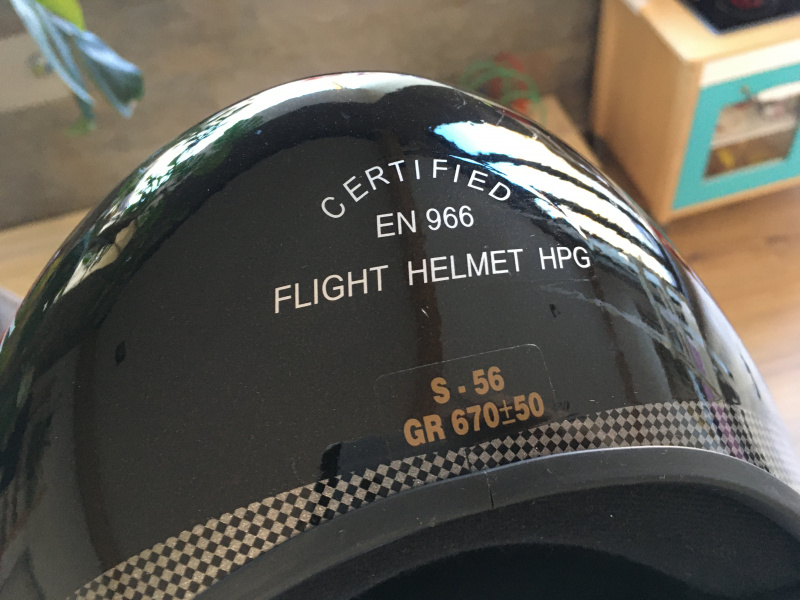 CERTIFIED
EN 966
FLIGHT HELMET HPG
S - 56
GR 670±50